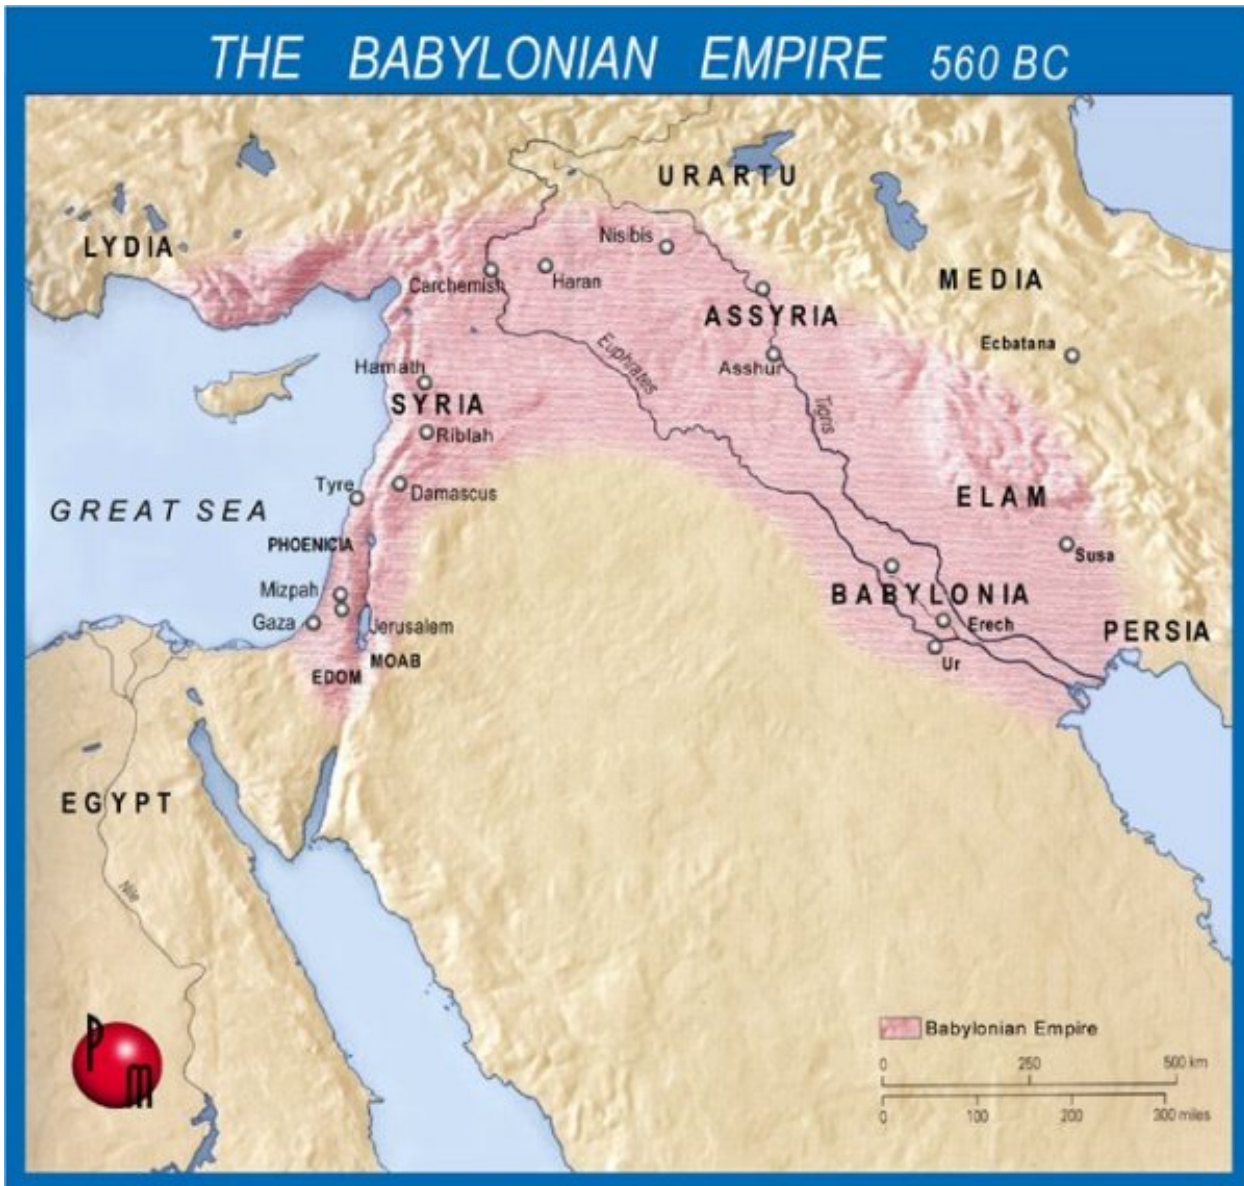 THE BABYLONIAN EMPIRE 560 BC
URARTU
LYDIA
Nisibis
Carchemish
Haran
MEDIA
ASSYRIA
Ecbatana
Euphrates
Asshur
Hamath
Tigris
SYRIA
Riblah
Tyre
Damascus
ELAM
GREAT SEA
PHOENICIA
Susa
Mizpah
BABYLONIA
Gaza
Jerusalem
Erech
PERSIA
MOAB
Ur
EDOM
EGYPT
Nile
P
M
Babylonian Empire
0 250 500 km
0 100 200 300 miles